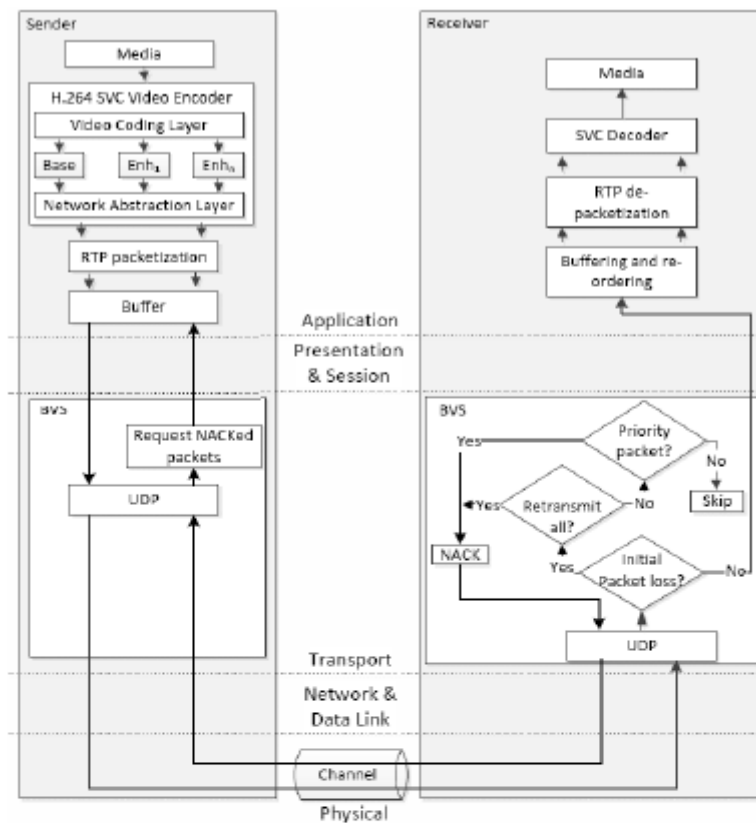 Sender
Media
H.264 SVC Video Encoder
Video Coding Layer
Base
Enh₁
Enhₙ
Network Abstraction Layer
RTP packetization
Buffer
Application
Presentation
& Session
BVS
Request NACKed
packets
UDP
Transport
Network &
Data Link
Channel
Physical
Receiver
Media
SVC Decoder
RTP de-
packetization
Buffering and re-
ordering
BVS
Yes
Priority
packet?
No
Skip
Yes
Retransmit
all?
No
NACK
Yes
Initial
Packet loss?
No
UDP